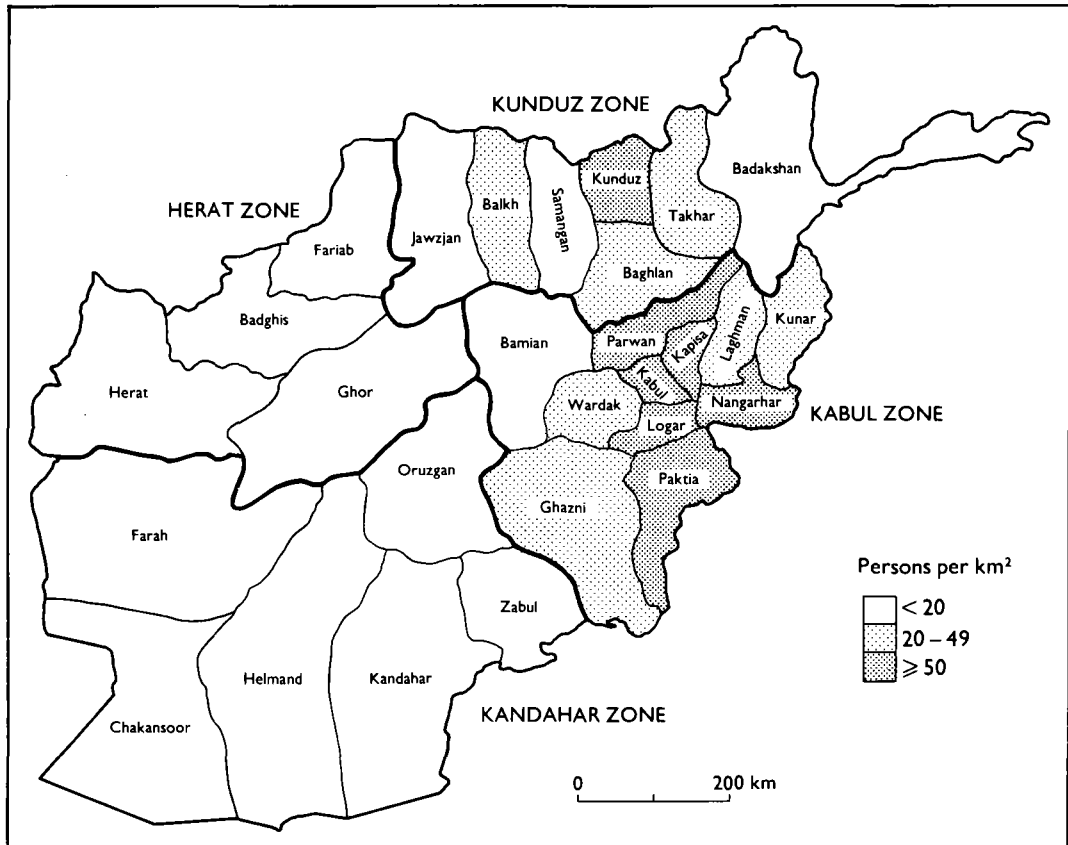 KUNDUZ ZONE
Badakshan
Kunduz
Balkh
Samangan
Takhar
HERAT ZONE
Jawzjan
Fariab
Baghlan
Badghis
Kunar
Laghman
Bamian
Parwan
Kapisa
Herat
Ghor
Kabul
Wardak
Nangarhar
KABUL ZONE
Logar
Oruzgan
Paktia
Ghazni
Farah
Persons per km²
< 20
20 – 49
⩾ 50
Zabul
Helmand
Kandahar
KANDAHAR ZONE
Chakansoor
0 200 km